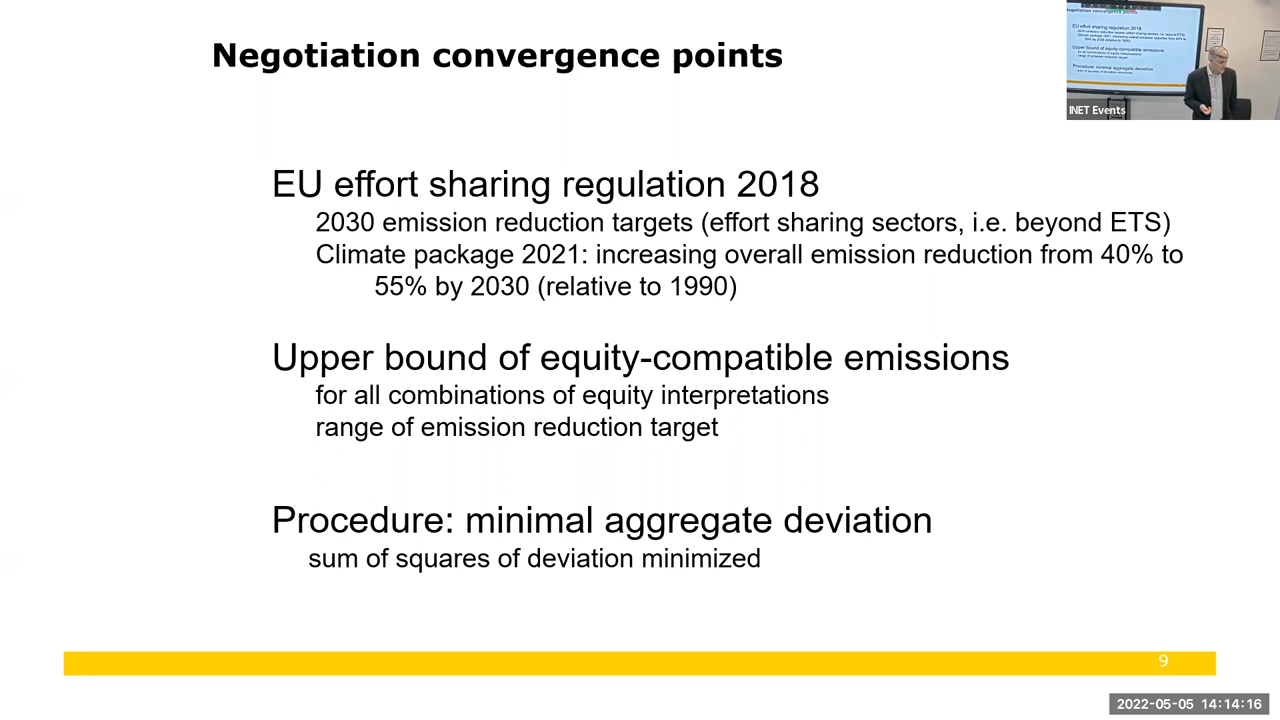 Negotiation convergence points
INET Events
EU effort sharing regulation 2018
2030 emission reduction targets (effort sharing sectors, i.e. beyond ETS)
Climate package 2021: increasing overall emission reduction from 40% to
55% by 2030 (relative to 1990)
Upper bound of equity-compatible emissions
for all combinations of equity interpretations
range of emission reduction target
Procedure: minimal aggregate deviation
sum of squares of deviation minimized
9
2022-05-05 14:14:16